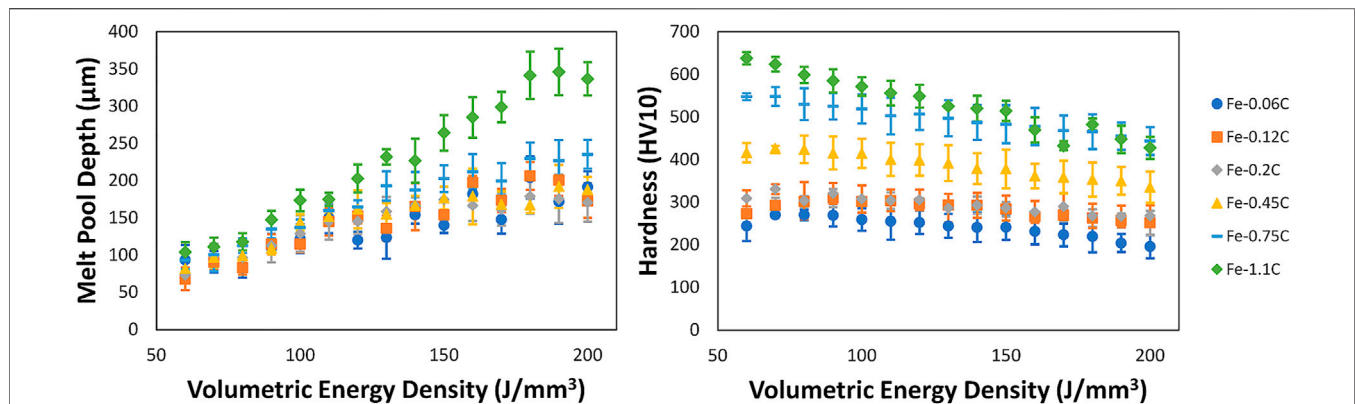 Melt Pool Depth (µm)
400
350
300
250
200
150
100
50
0
50
100
150
200
Volumetric Energy Density (J/mm³)
Hardness (HV10)
700
600
500
400
300
200
100
0
50
100
150
200
Volumetric Energy Density (J/mm³)
Fe-0.06C
Fe-0.12C
Fe-0.2C
Fe-0.45C
Fe-0.75C
Fe-1.1C